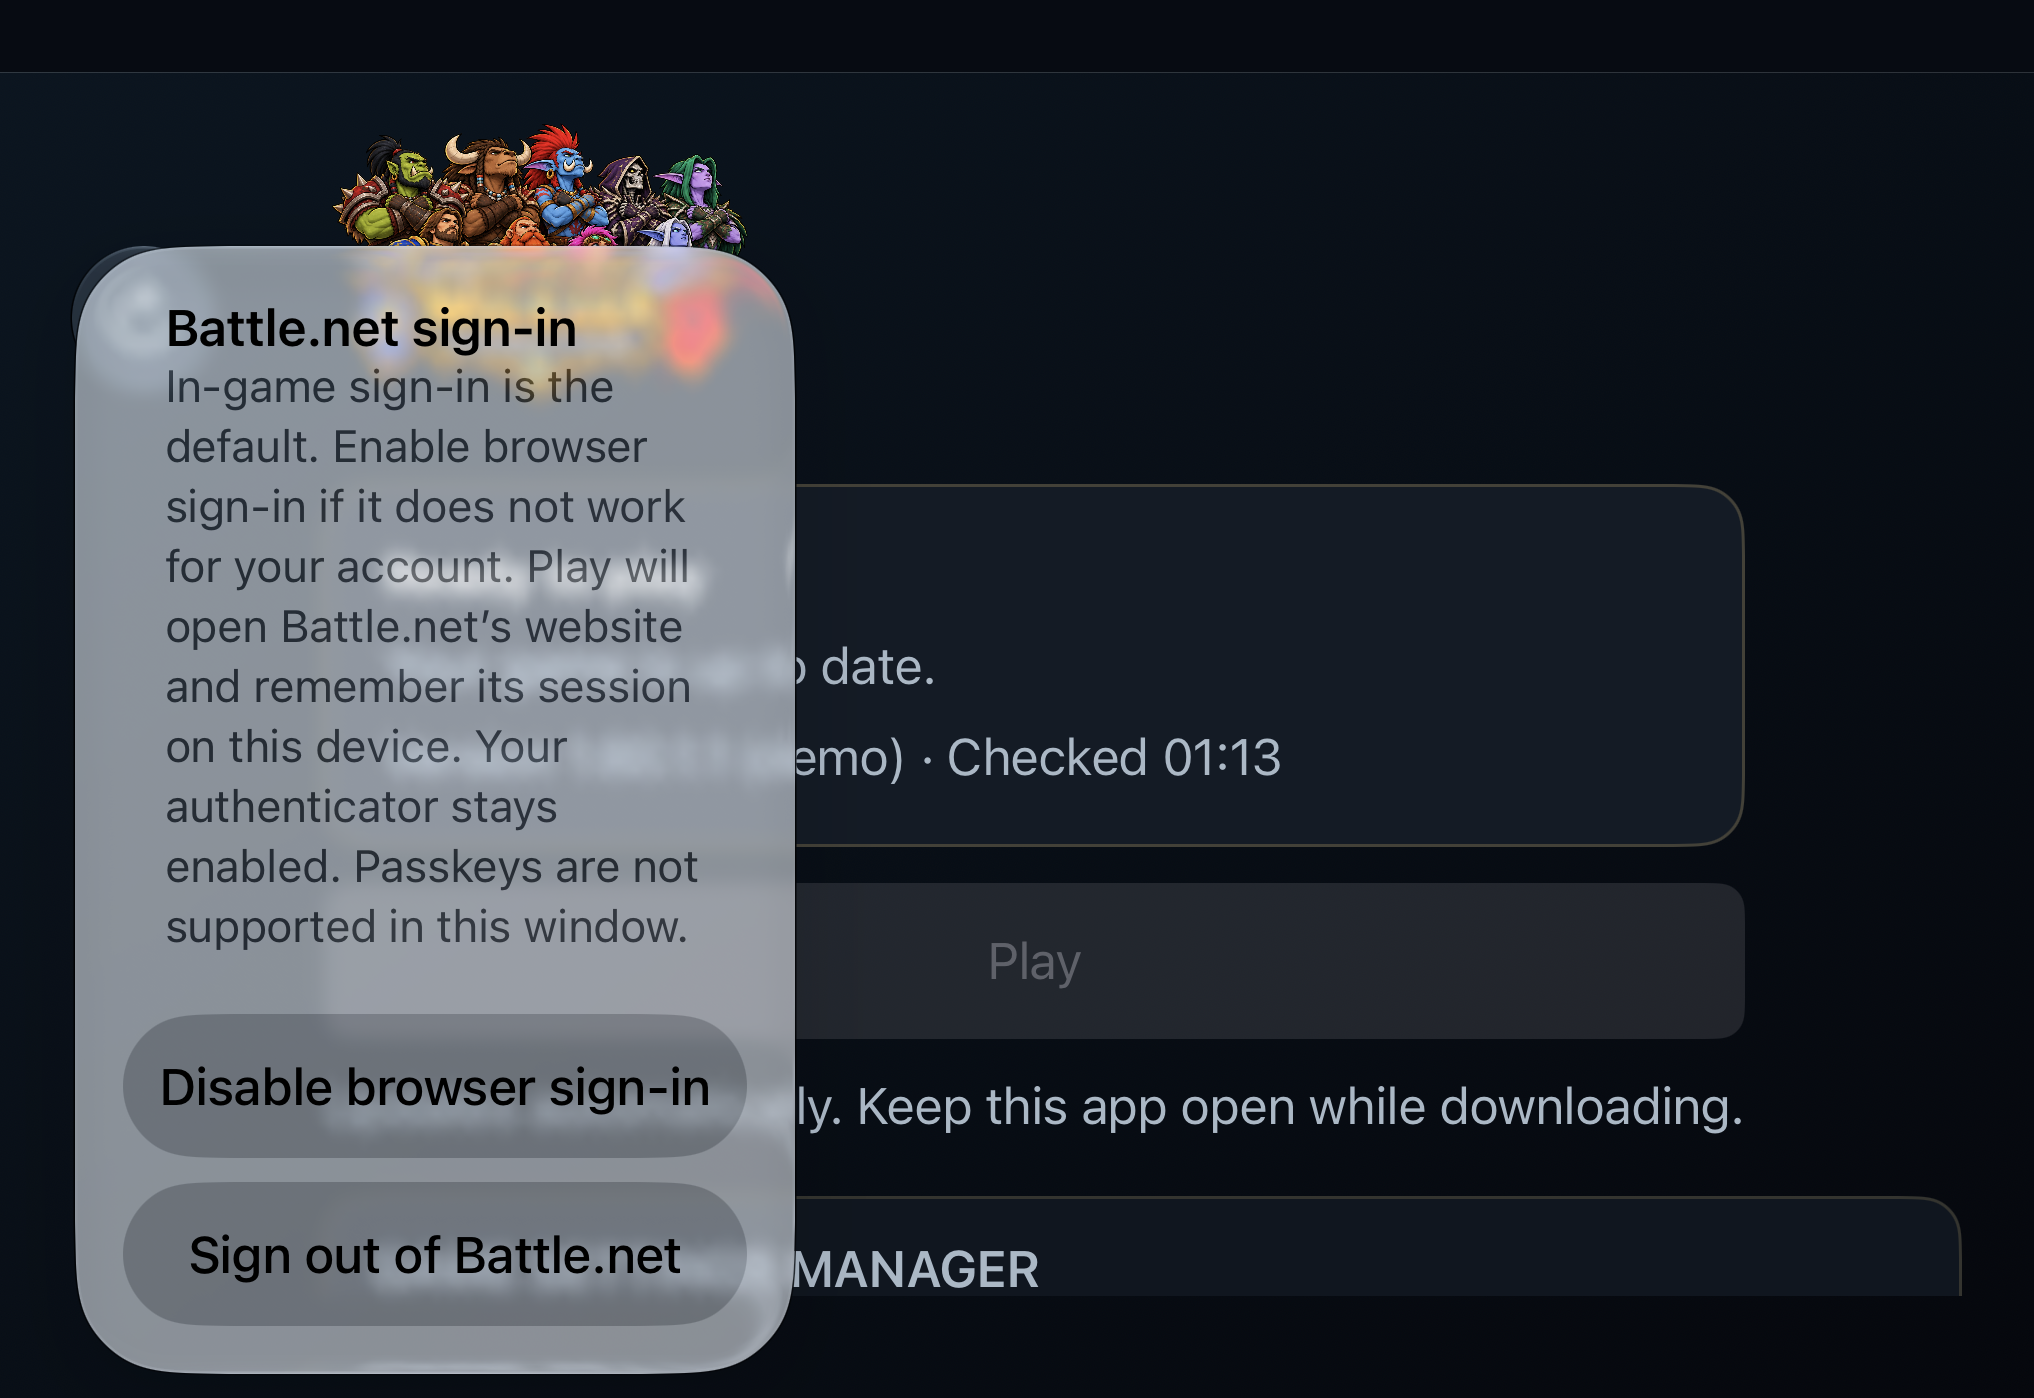 Battle.net sign-in
In-game sign-in is the
default. Enable browser
sign-in if it does not work
for your account. Play will
open Battle.net’s website
and remember its session
on this device. Your
authenticator stays
enabled. Passkeys are not
supported in this window.
Disable browser sign-in
Sign out of Battle.net
date.
· Checked 01:13
Play
Keep this app open while downloading.
MANAGER